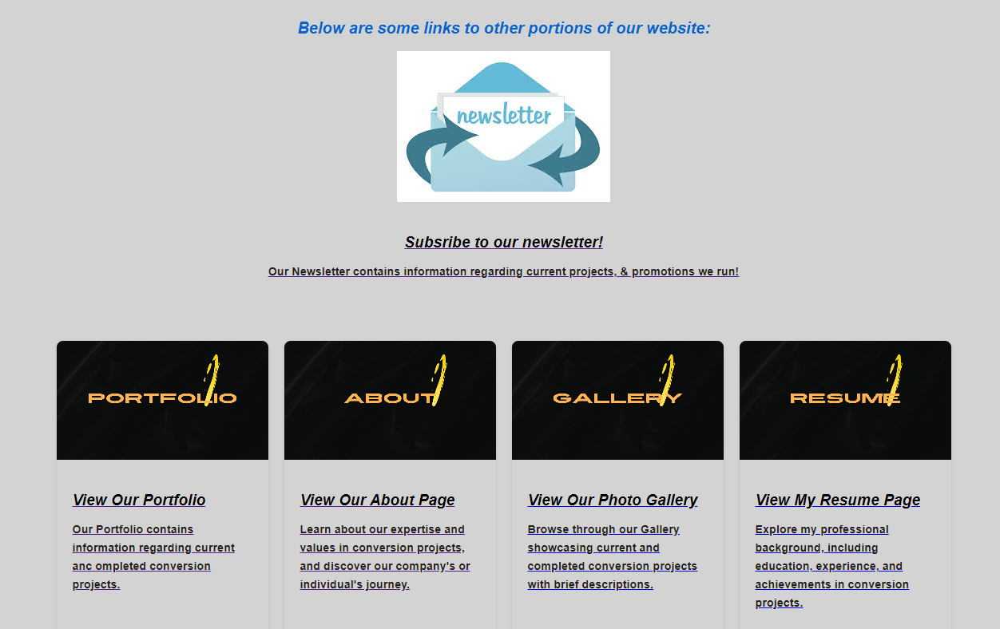 Below are some links to other portions of our website:
newsletter
Subsribe to our newsletter!
Our Newsletter contains information regarding current projects, & promotions we run!
PORTFOLIO
View Our Portfolio
Our Portfolio contains
information regarding current
anc ompleted conversion
projects.
ABOUT
View Our About Page
Learn about our expertise and
values in conversion projects,
and discover our company's or
individual's journey.
GALLERY
View Our Photo Gallery
Browse through our Gallery
showcasing current and
completed conversion projects
with brief descriptions.
RESUME
View My Resume Page
Explore my professional
background, including
education, experience, and
achievements in conversion
projects.